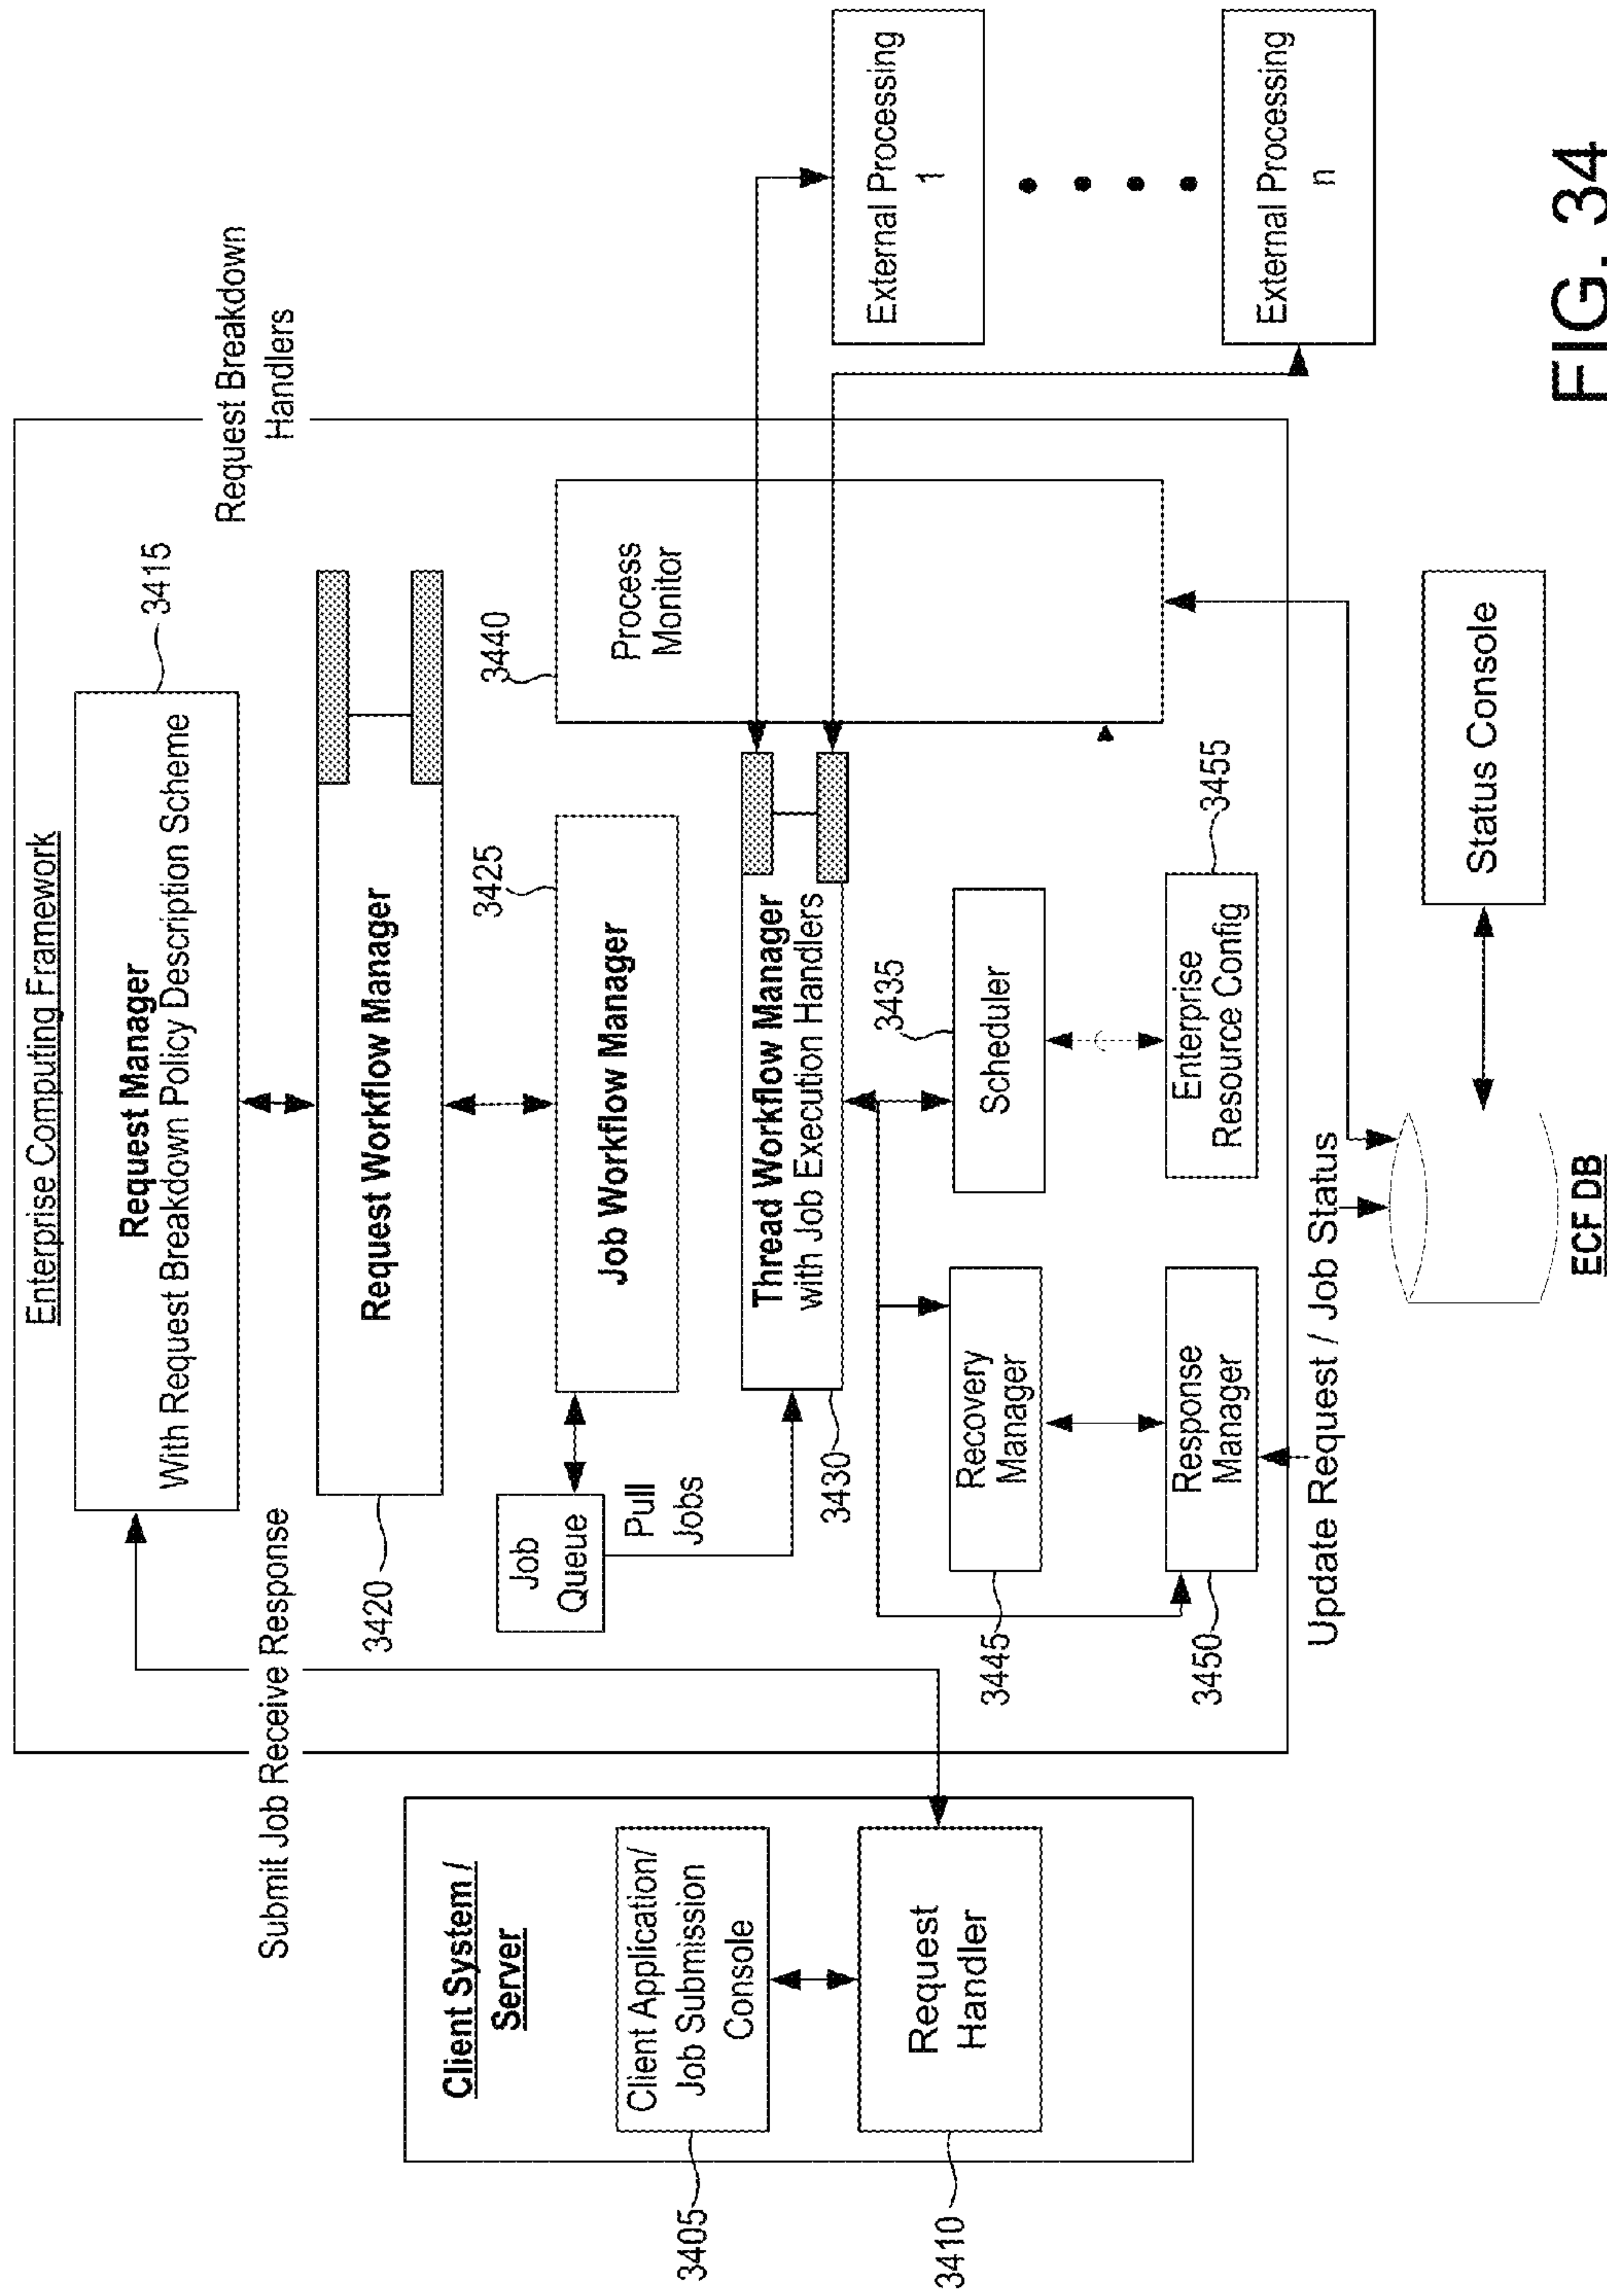 Enterprise Computing Framework
Request Manager
With Request Breakdown Policy Description Scheme
3415
Submit Job Receive Response
Request Breakdown
Handlers
Request Workflow Manager
3420
Client System /
Server
Client Application/
Job Submission
Console
3405
Request
Handler
3410
Job
Queue
Pull
Jobs
Job Workflow Manager
3425
Thread Workflow Manager
with Job Execution Handlers
3430
Process
Monitor
3440
Scheduler
3435
Recovery
Manager
3445
Response
Manager
3450
Enterprise
Resource Config
3455
Update Request / Job Status
ECF DB
Status Console
External Processing
1
External Processing
n
FIG. 34